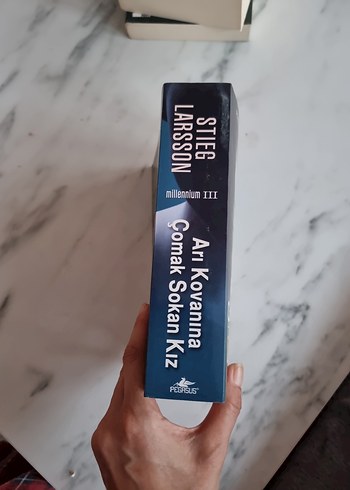 STIEG
LARSSON
millennium III
Arı Kovanına
Çomak Sokan Kız
PEGASUS